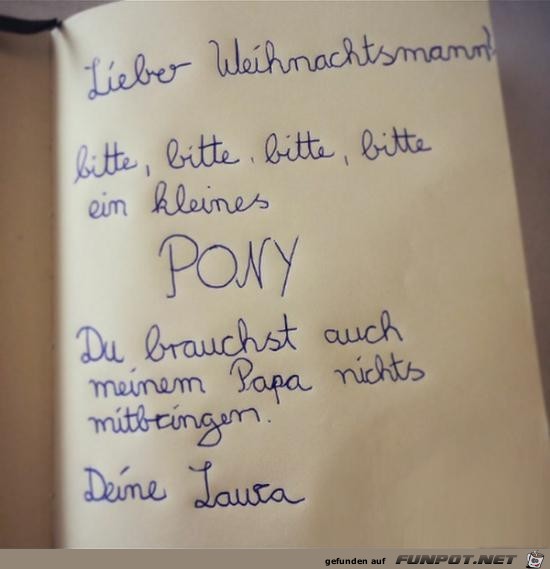 Lieber Weihnachtsmann!
bitte, bitte, bitte, bitte
ein kleines
PONY
Du brauchst auch
meinem Papa nichts
mitbringen.
Deine Laura
gefunden auf FUNPOT.NET